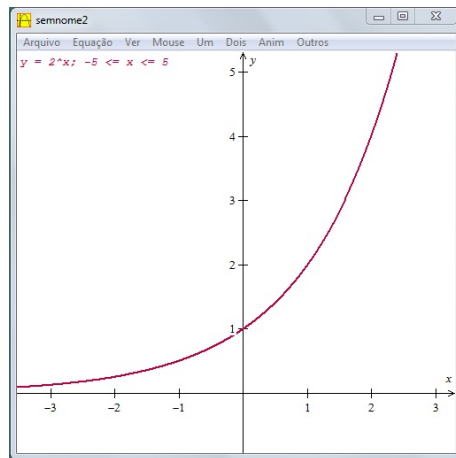 semnome2
Arquivo Equação Ver Mouse Um Dois Anim Outros
y = 2^x; -5 <= x <= 5
y
5
4
3
2
1
x
-3 -2 -1 1 2 3